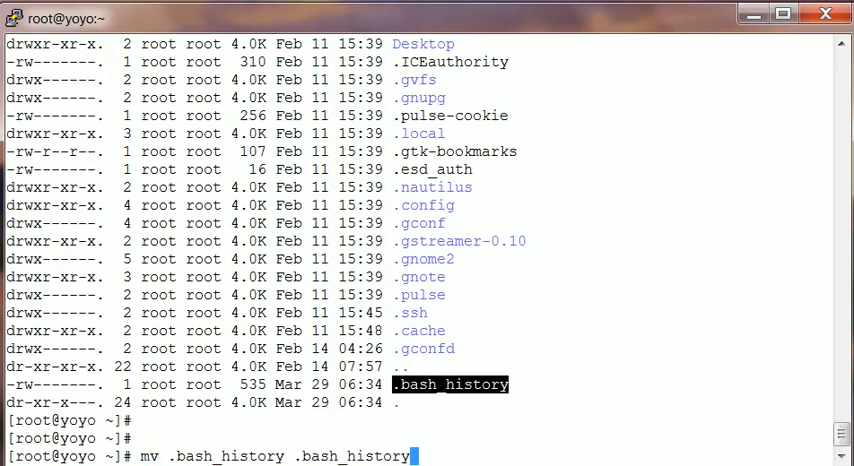 root@yoyo:~
drwxr-xr-x. 2 root root 4.0K Feb 11 15:39 Desktop
-rw-------. 1 root root 310 Feb 11 15:39 .ICEauthority
drwx------. 2 root root 4.0K Feb 11 15:39 .gvfs
drwx------. 2 root root 4.0K Feb 11 15:39 .gnupg
-rw-------. 1 root root 256 Feb 11 15:39 .pulse-cookie
drwxr-xr-x. 3 root root 4.0K Feb 11 15:39 .local
-rw-r--r--. 1 root root 107 Feb 11 15:39 .gtk-bookmarks
-rw-------. 1 root root 16 Feb 11 15:39 .esd_auth
drwxr-xr-x. 2 root root 4.0K Feb 11 15:39 .nautilus
drwxr-xr-x. 4 root root 4.0K Feb 11 15:39 .config
drwx------. 4 root root 4.0K Feb 11 15:39 .gconf
drwxr-xr-x. 2 root root 4.0K Feb 11 15:39 .gstreamer-0.10
drwx------. 5 root root 4.0K Feb 11 15:39 .gnome2
drwxr-xr-x. 3 root root 4.0K Feb 11 15:39 .gnote
drwx------. 2 root root 4.0K Feb 11 15:39 .pulse
drwx------. 2 root root 4.0K Feb 11 15:45 .ssh
drwxr-xr-x. 2 root root 4.0K Feb 11 15:48 .cache
drwx------. 2 root root 4.0K Feb 14 04:26 .gconfd
dr-xr-xr-x. 22 root root 4.0K Feb 14 07:57 ..
-rw-------. 1 root root 535 Mar 29 06:34 .bash_history
dr-xr-x---. 24 root root 4.0K Mar 29 06:34 .
[root@yoyo ~]#
[root@yoyo ~]#
[root@yoyo ~]# mv .bash_history .bash_history